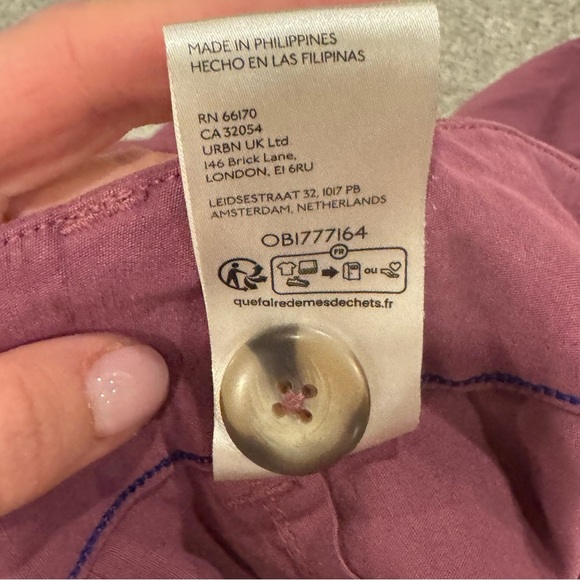 MADE IN PHILIPPINES
HECHO EN LAS FILIPINAS
RN 66170
CA 32054
URBN UK Ltd
146 Brick Lane,
LONDON, E1 6RU
LEIDSESTRAAT 32, 1017 PB
AMSTERDAM, NETHERLANDS
OB1777164
FR
ou
quefairedemesdechets.fr